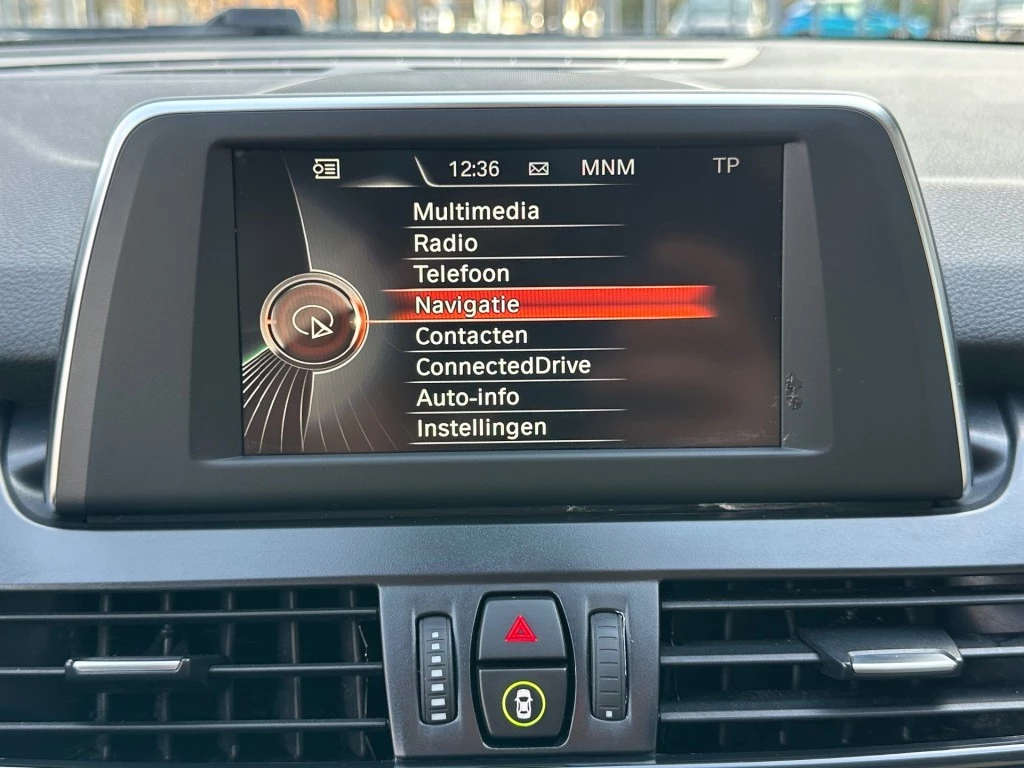 12:36 MNM TP
Multimedia
Radio
Telefoon
Navigatie
Contacten
ConnectedDrive
Auto-info
Instellingen